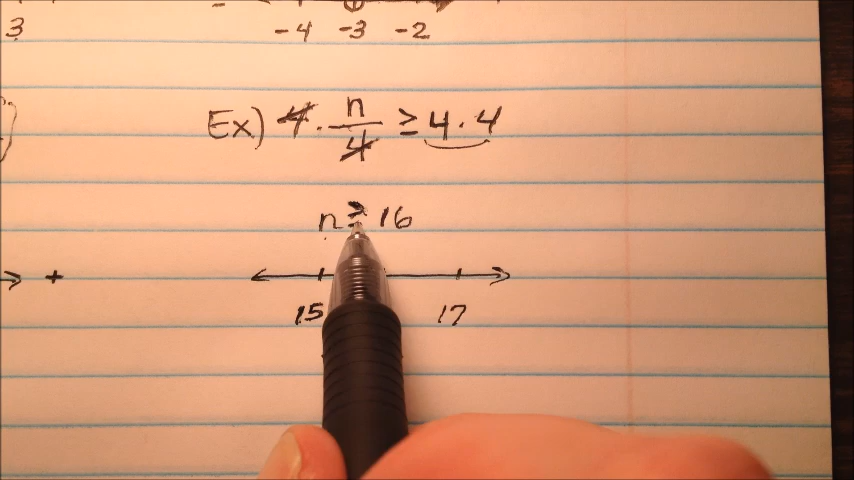 3 -4 -3 -2
Ex) 4 · n/4 ≥ 4 · 4
n ≥ 16
+
15 17